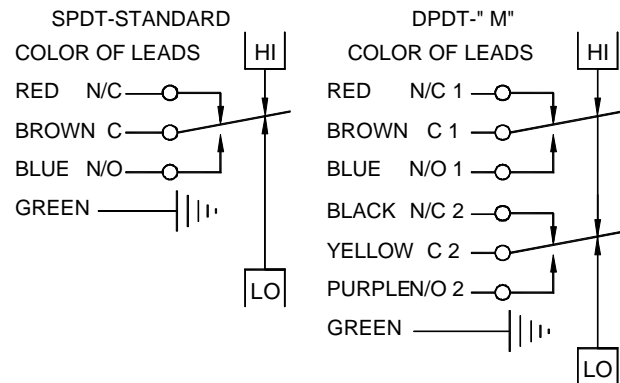 SPDT-STANDARD
COLOR OF LEADS HI
RED N/C
BROWN C
BLUE N/O
GREEN
LO
DPDT-" M"
COLOR OF LEADS HI
RED N/C 1
BROWN C 1
BLUE N/O 1
BLACK N/C 2
YELLOW C 2
PURPLEN/O 2
GREEN
LO